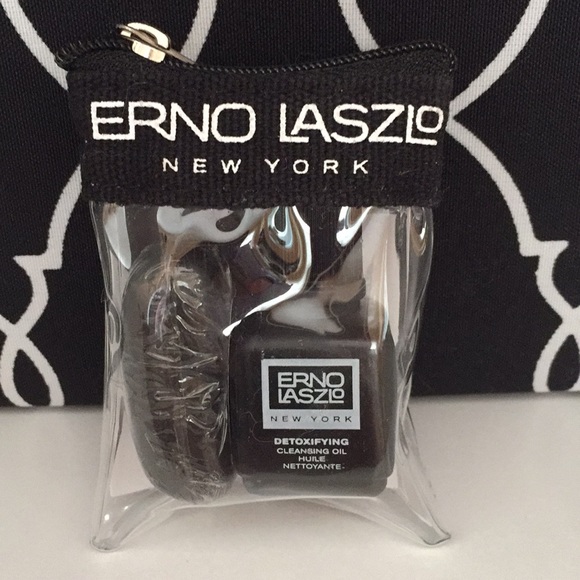 ERNO LASZLO
NEW YORK
ERNO
LASZLO
NEW YORK
DETOXIFYING
CLEANSING OIL
HUILE
NETTOYANTE